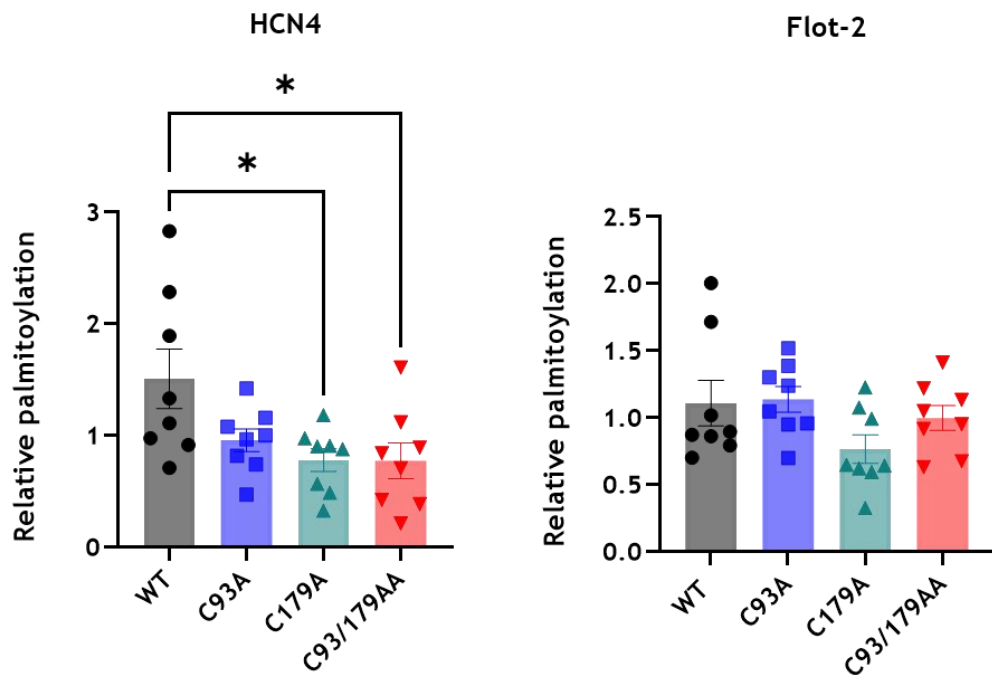 HCN4
*
*
Relative palmitoylation
3
2
1
0
WT
C93A
C179A
C93/179AA
Flot-2
Relative palmitoylation
2.5
2.0
1.5
1.0
0.5
0.0
WT
C93A
C179A
C93/179AA